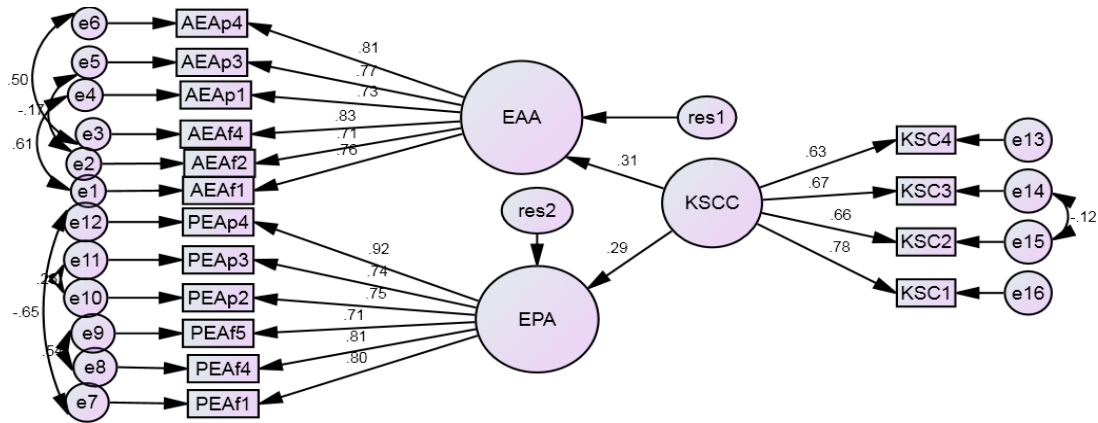 e6 AEAp4
.81
e5 AEAp3
.77
.50
e4 AEAp1
.73
-.17
EAA
res1
e3 AEAf4
.83
.61
e2 AEAf2
.71
e1 AEAf1
.76
.31
KSCC
.63
KSC4 e13
.67
KSC3 e14
-.12
.66
KSC2 e15
.78
KSC1 e16
res2
.29
e12 PEAp4
.92
e11 PEAp3
.74
e10 PEAp2
.75
-.65
EPA
e9 PEAf5
.71
e8 PEAf4
.81
e7 PEAf1
.80